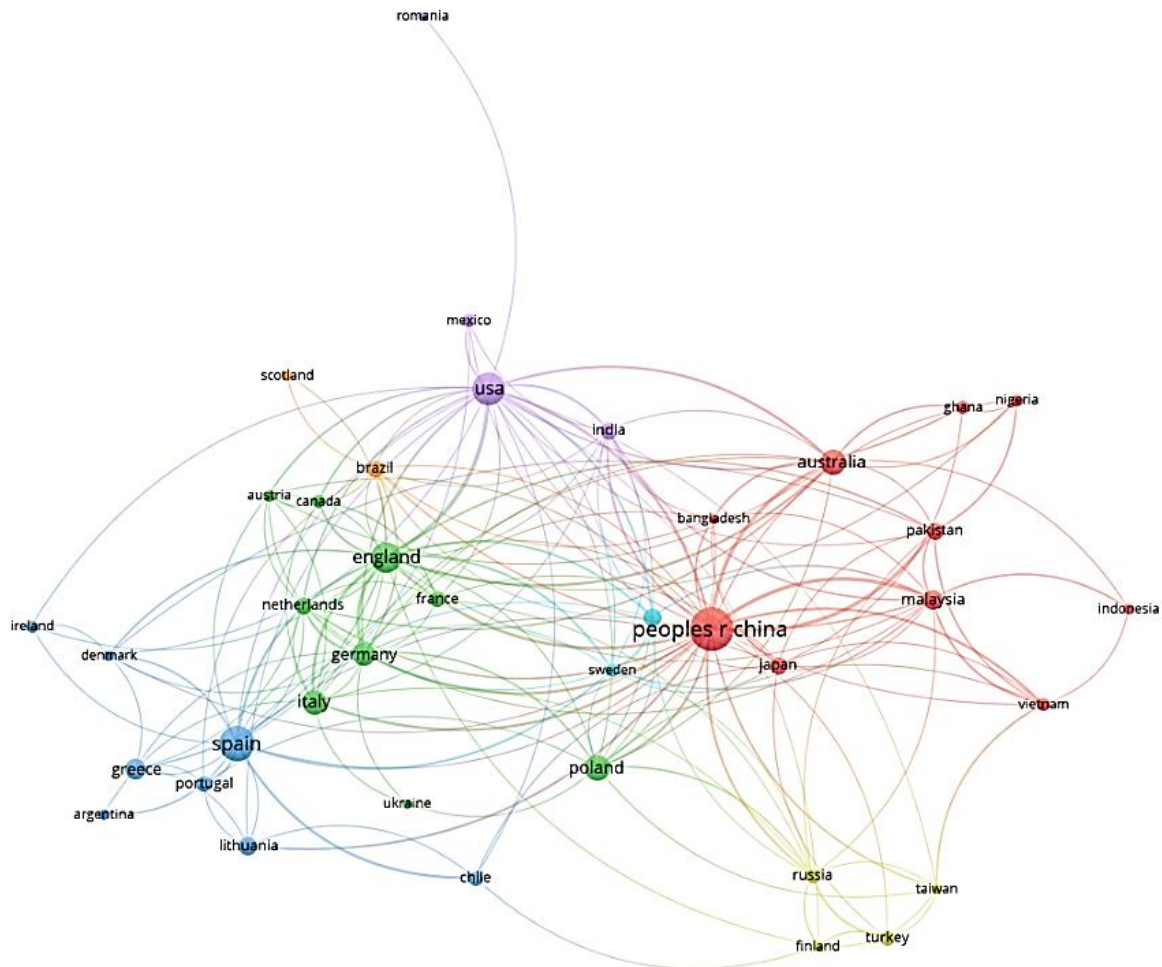 romania
mexico
scotland
usa
ghana
nigeria
india
australia
brazil
austria
canada
bangladesh
pakistan
england
netherlands
france
malaysia
indonesia
ireland
peoples r china
denmark
germany
sweden
japan
italy
vietnam
spain
greece
poland
portugal
argentina
ukraine
lithuania
chile
russia
taiwan
turkey
finland